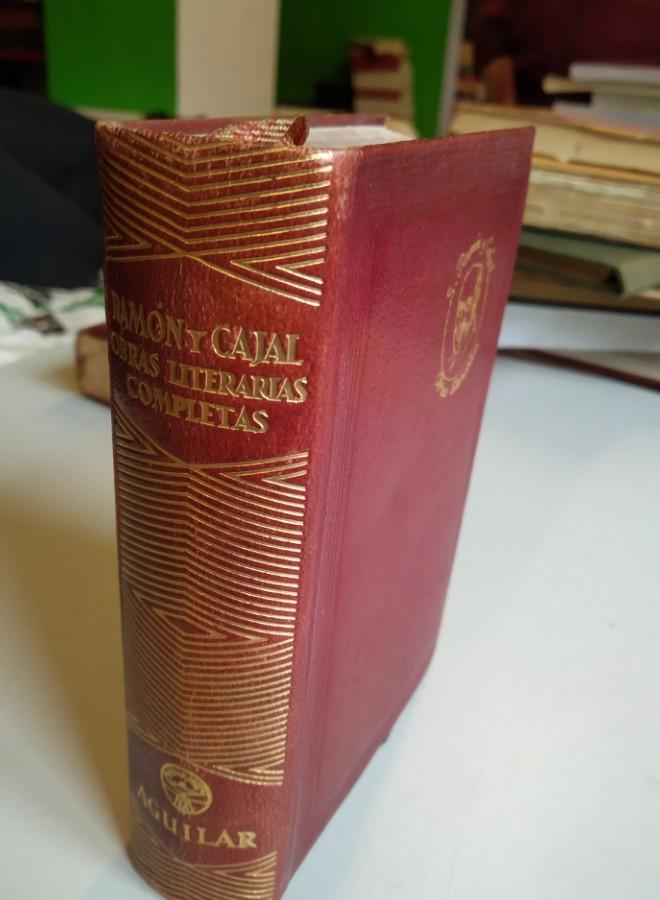 RAMÓN Y CAJAL
OBRAS LITERARIAS
COMPLETAS
AGUILAR